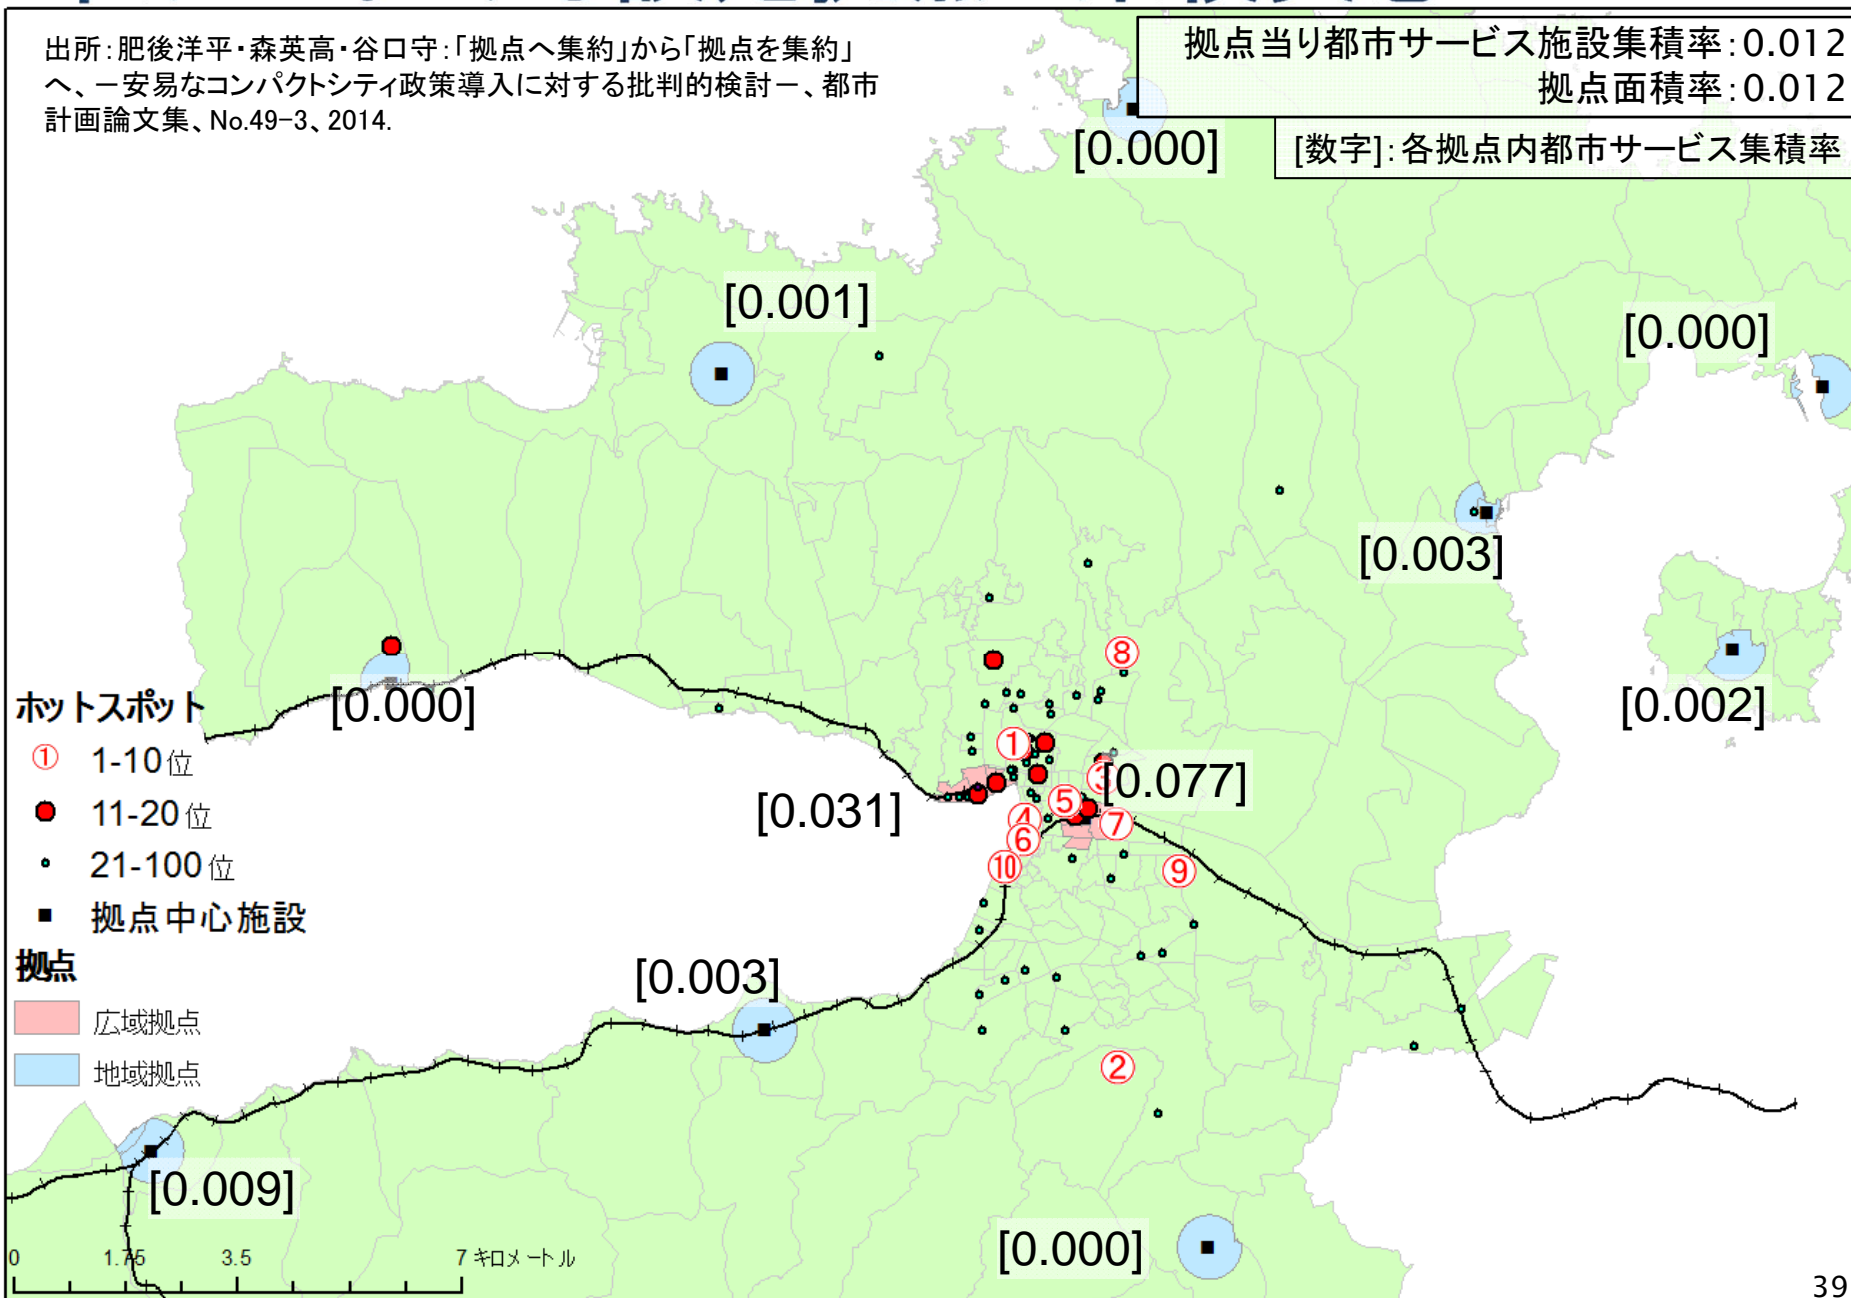 出所:肥後洋平・森英高・谷口守:「拠点へ集約」から「拠点を集約」
へ、－安易なコンパクトシティ政策導入に対する批判的検討－、都市
計画論文集、No.49-3、2014.
拠点当り都市サービス施設集積率:0.012
拠点面積率:0.012
[数字]:各拠点内都市サービス集積率
[0.000]
[0.001]
[0.000]
[0.003]
[0.002]
[0.000]
⑧
①
③
[0.077]
[0.031]
⑤
④
⑦
⑥
⑩
⑨
[0.003]
②
[0.009]
[0.000]
ホットスポット
① 1-10位
11-20位
21-100位
拠点中心施設
拠点
広域拠点
地域拠点
0 1.75 3.5 7 キロメートル
39